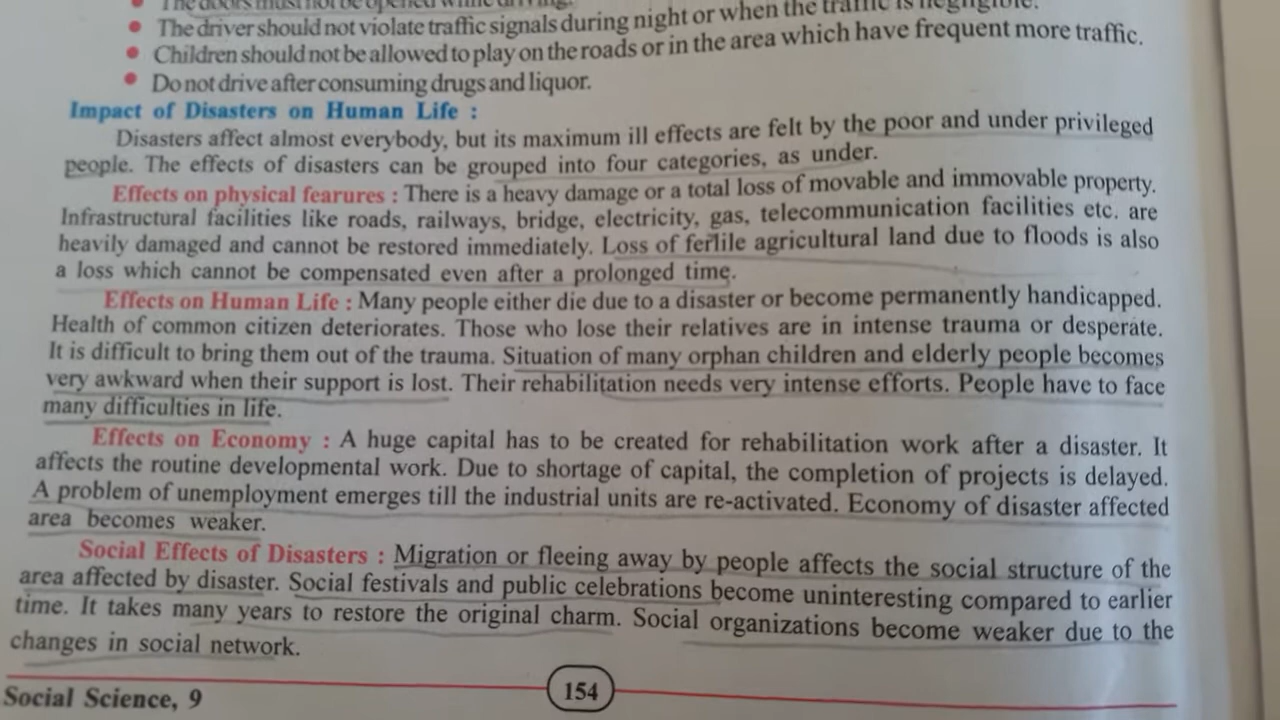 The doors must not be opened while driving.
The driver should not violate traffic signals during night or when the traffic is negligible.
Children should not be allowed to play on the roads or in the area which have frequent more traffic.
Do not drive after consuming drugs and liquor.
Impact of Disasters on Human Life :
Disasters affect almost everybody, but its maximum ill effects are felt by the poor and under privileged
people. The effects of disasters can be grouped into four categories, as under.
Effects on physical fearures : There is a heavy damage or a total loss of movable and immovable property.
Infrastructural facilities like roads, railways, bridge, electricity, gas, telecommunication facilities etc. are
heavily damaged and cannot be restored immediately. Loss of fertile agricultural land due to floods is also
a loss which cannot be compensated even after a prolonged time.
Effects on Human Life : Many people either die due to a disaster or become permanently handicapped.
Health of common citizen deteriorates. Those who lose their relatives are in intense trauma or desperate.
It is difficult to bring them out of the trauma. Situation of many orphan children and elderly people becomes
very awkward when their support is lost. Their rehabilitation needs very intense efforts. People have to face
many difficulties in life.
Effects on Economy : A huge capital has to be created for rehabilitation work after a disaster. It
affects the routine developmental work. Due to shortage of capital, the completion of projects is delayed.
A problem of unemployment emerges till the industrial units are re-activated. Economy of disaster affected
area becomes weaker.
Social Effects of Disasters : Migration or fleeing away by people affects the social structure of the
area affected by disaster. Social festivals and public celebrations become uninteresting compared to earlier
time. It takes many years to restore the original charm. Social organizations become weaker due to the
changes in social network.
Social Science, 9
154